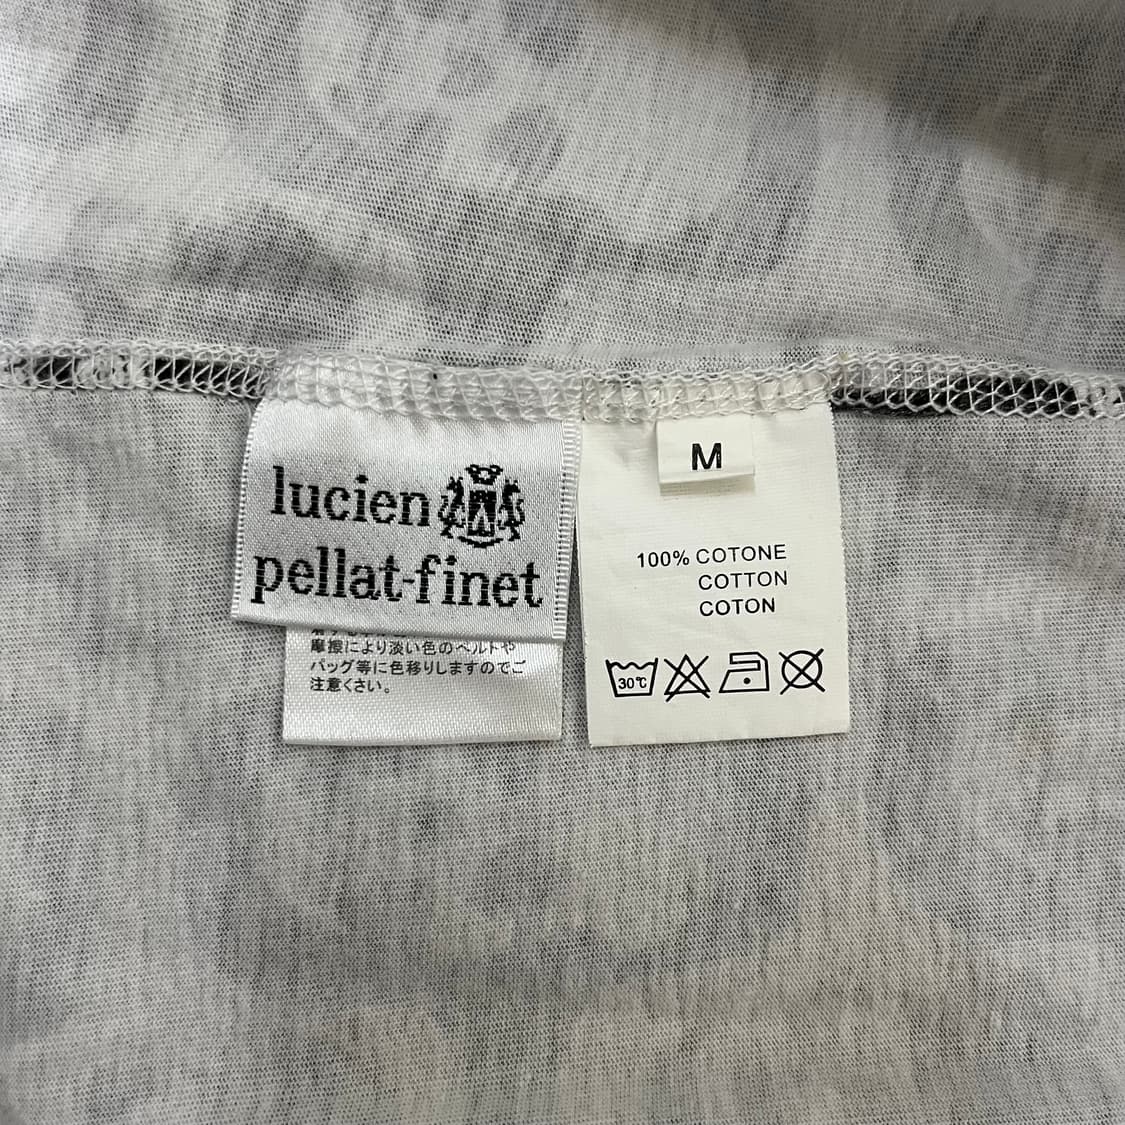 lucien
pellat-finet
摩擦により淡い色のベルトや
バッグ等に色移りしますのでご
注意ください。
M
100% COTONE
COTTON
COTON
30℃